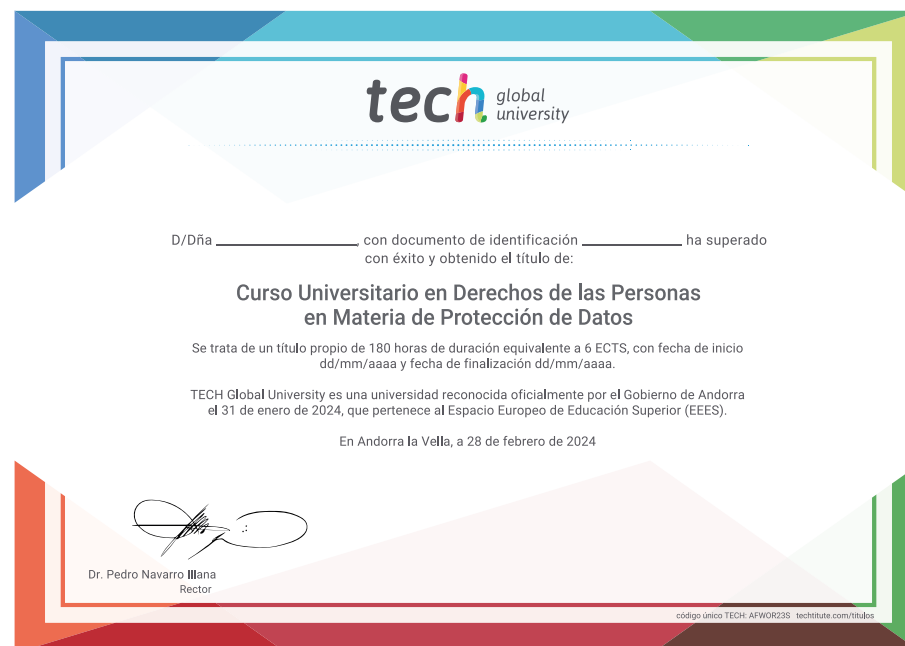 tech global university
D/Dña ____________, con documento de identificación ____________ ha superado
con éxito y obtenido el título de:
Curso Universitario en Derechos de las Personas
en Materia de Protección de Datos
Se trata de un título propio de 180 horas de duración equivalente a 6 ECTS, con fecha de inicio
dd/mm/aaaa y fecha de finalización dd/mm/aaaa.
TECH Global University es una universidad reconocida oficialmente por el Gobierno de Andorra
el 31 de enero de 2024, que pertenece al Espacio Europeo de Educación Superior (EEES).
En Andorra la Vella, a 28 de febrero de 2024
Dr. Pedro Navarro Illana
Rector
código único TECH: AFWOR23S techtitute.com/titulos